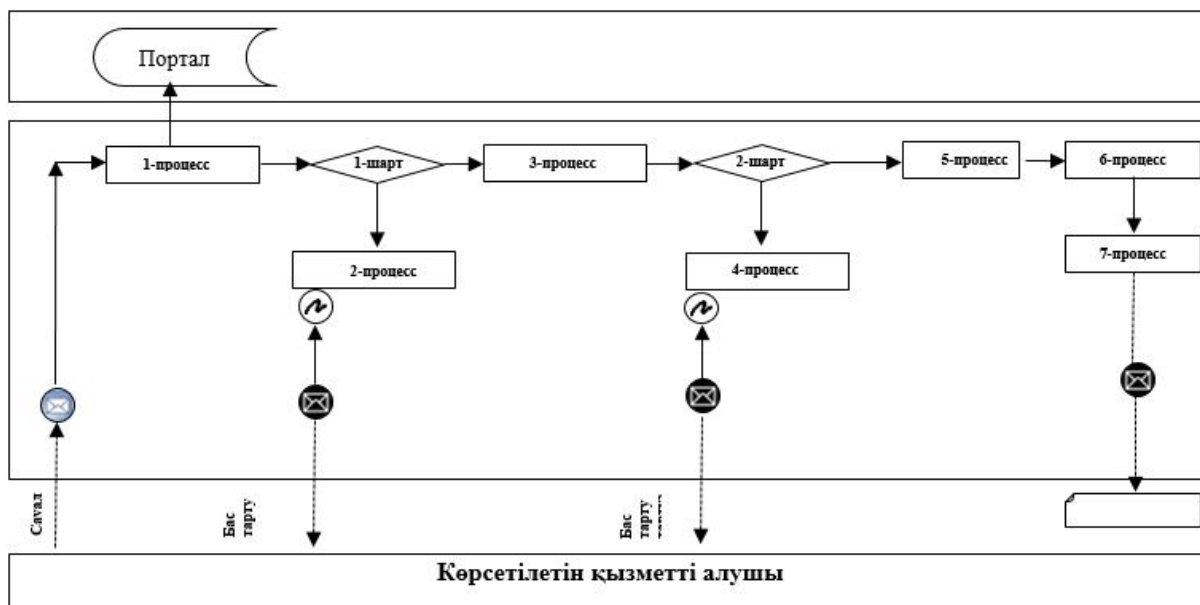 Портал
1-процесс
1-шарт
3-процесс
2-шарт
5-процесс
6-процесс
2-процесс
4-процесс
7-процесс
Саyал
Бас
тарту
Бас
тарту
Көрсетілетін қызметті алушы